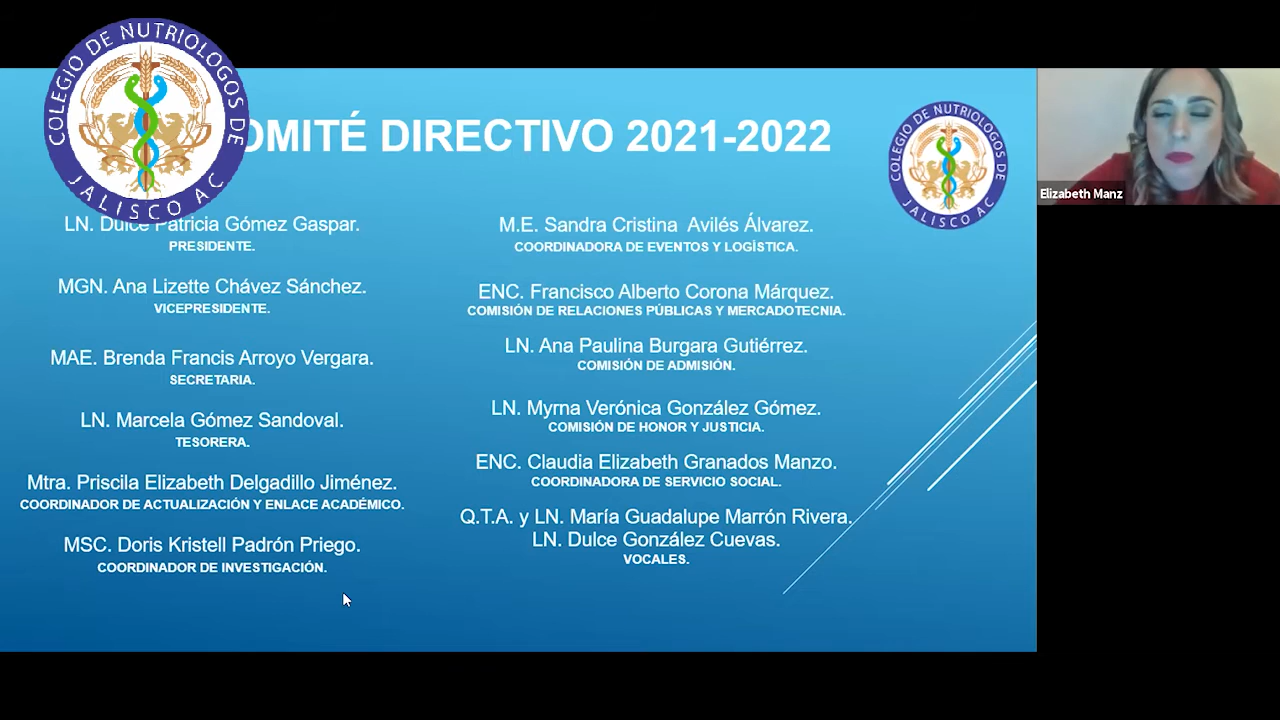 COLEGIO DE NUTRIOLOGOS DE
JALISCO AC
OMITÉ DIRECTIVO 2021-2022
COLEGIO DE NUTRIOLOGOS DE
JALISCO AC
Elizabeth Manz
LN. Dulce Patricia Gómez Gaspar.
PRESIDENTE.
MGN. Ana Lizette Chávez Sánchez.
VICEPRESIDENTE.
MAE. Brenda Francis Arroyo Vergara.
SECRETARIA.
LN. Marcela Gómez Sandoval.
TESORERA.
Mtra. Priscila Elizabeth Delgadillo Jiménez.
COORDINADOR DE ACTUALIZACIÓN Y ENLACE ACADÉMICO.
MSC. Doris Kristell Padrón Priego.
COORDINADOR DE INVESTIGACIÓN.
M.E. Sandra Cristina Avilés Álvarez.
COORDINADORA DE EVENTOS Y LOGÍSTICA.
ENC. Francisco Alberto Corona Márquez.
COMISIÓN DE RELACIONES PÚBLICAS Y MERCADOTECNIA.
LN. Ana Paulina Burgara Gutiérrez.
COMISIÓN DE ADMISIÓN.
LN. Myrna Verónica González Gómez.
COMISIÓN DE HONOR Y JUSTICIA.
ENC. Claudia Elizabeth Granados Manzo.
COORDINADORA DE SERVICIO SOCIAL.
Q.T.A. y LN. María Guadalupe Marrón Rivera.
LN. Dulce González Cuevas.
VOCALES.